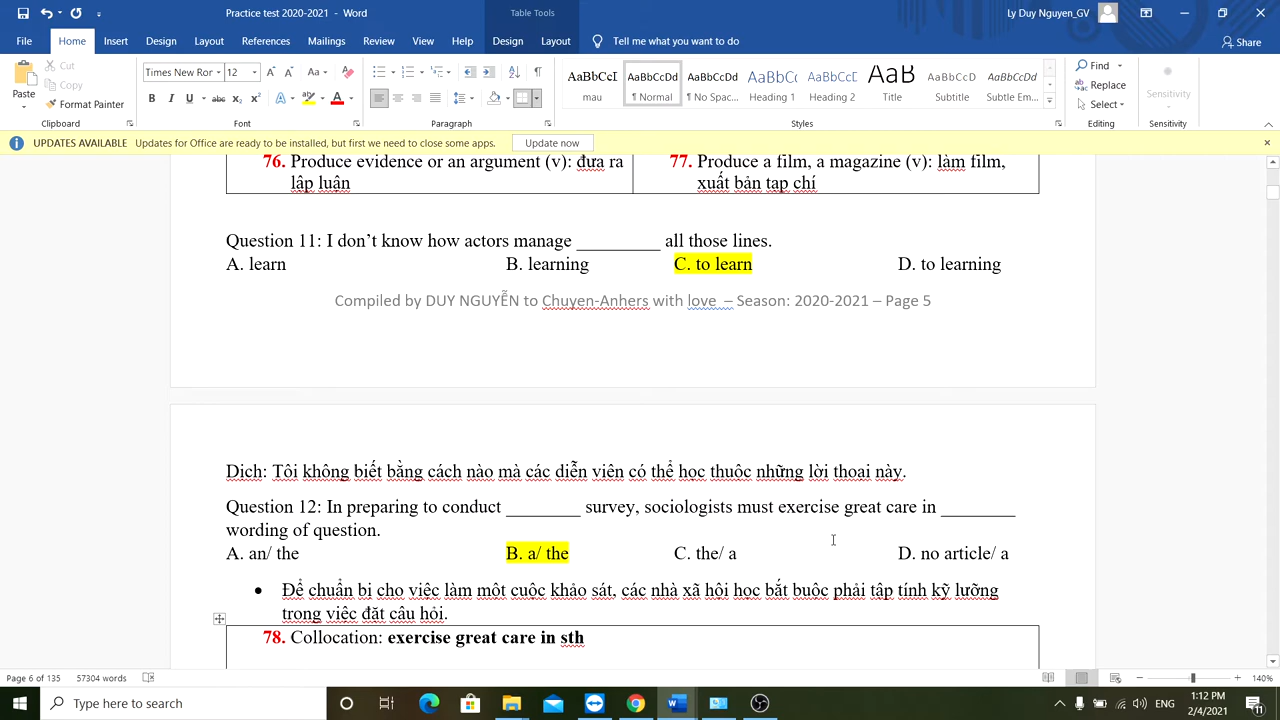 Practice test 2020-2021 - Word
Table Tools
Ly Duy Nguyen_GV
File Home Insert Design Layout References Mailings Review View Help Design Layout Tell me what you want to do Share
Paste
Cut
Copy
Format Painter
Clipboard
Times New Ror 12
Font
Paragraph
AaBbCcI AaBbCcDd AaBbCcDd AaBbC AaBbCcC AaB AaBbCcD AaBbCcDd
mau ¶ Normal ¶ No Spac... Heading 1 Heading 2 Title Subtitle Subtle Em...
Styles
Find
Replace
Select
Editing
Sensitivity
Sensitivity
UPDATES AVAILABLE Updates for Office are ready to be installed, but first we need to close some apps. Update now
76. Produce evidence or an argument (v): đưa ra lập luận
77. Produce a film, a magazine (v): làm film, xuất bản tạp chí
Question 11: I don’t know how actors manage _________ all those lines.
A. learn B. learning C. to learn D. to learning
Compiled by DUY NGUYỄN to Chuyen-Anhers with love – Season: 2020-2021 – Page 5
Dịch: Tôi không biết bằng cách nào mà các diễn viên có thể học thuộc những lời thoại này.
Question 12: In preparing to conduct ________ survey, sociologists must exercise great care in ________
wording of question.
A. an/ the B. a/ the C. the/ a D. no article/ a
• Để chuẩn bị cho việc làm một cuộc khảo sát, các nhà xã hội học bắt buộc phải tập tính kỹ lưỡng
trong việc đặt câu hỏi.
78. Collocation: exercise great care in sth
Page 6 of 135 57304 words 140%
Type here to search
ENG
1:12 PM
2/4/2021
11